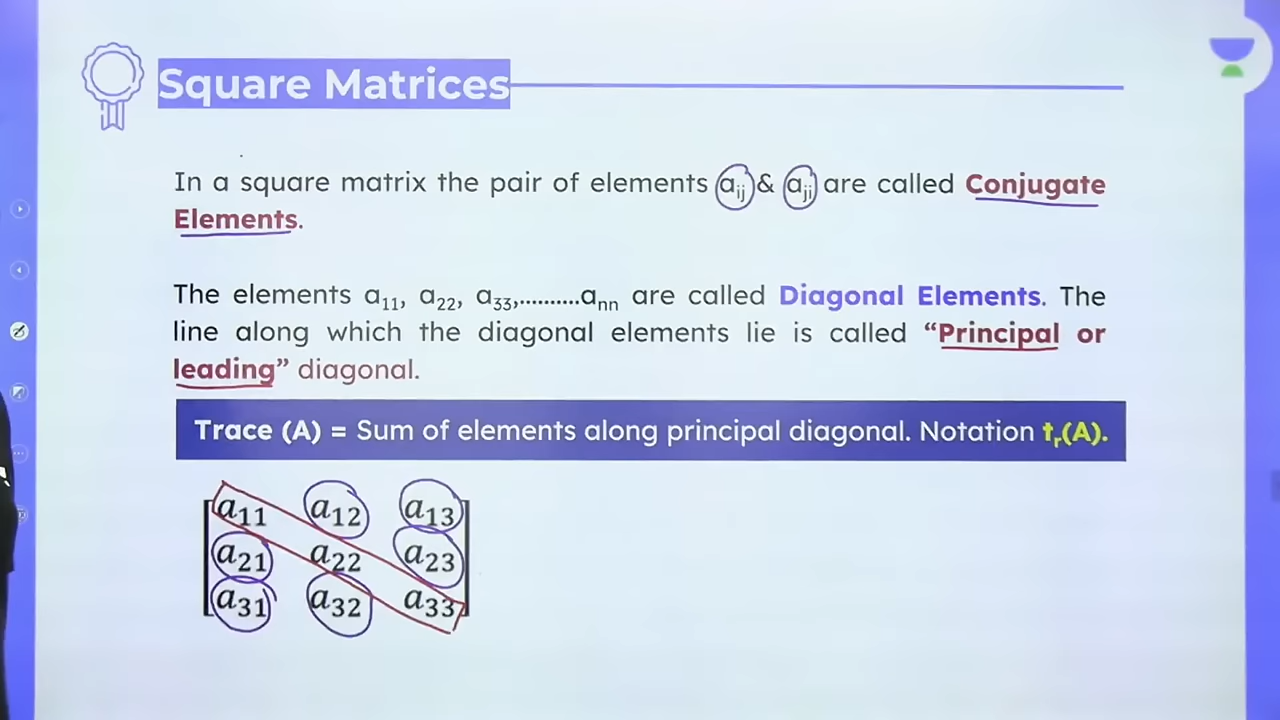 Square Matrices
In a square matrix the pair of elements aᵢⱼ & aⱼᵢ are called Conjugate
Elements.
The elements a₁₁, a₂₂, a₃₃,..........aₙₙ are called Diagonal Elements. The
line along which the diagonal elements lie is called “Principal or
leading” diagonal.
Trace (A) = Sum of elements along principal diagonal. Notation tᵣ(A).
a₁₁ a₁₂ a₁₃
a₂₁ a₂₂ a₂₃
a₃₁ a₃₂ a₃₃